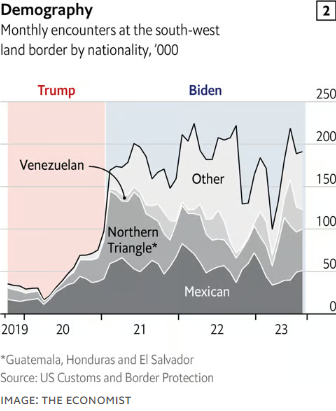 Demography
2
Monthly encounters at the south-west
land border by nationality, '000
Trump
Biden
250
200
150
100
50
0
Venezuelan
Other
Northern
Triangle*
Mexican
2019 20 21 22 23
*Guatemala, Honduras and El Salvador
Source: US Customs and Border Protection
IMAGE: THE ECONOMIST